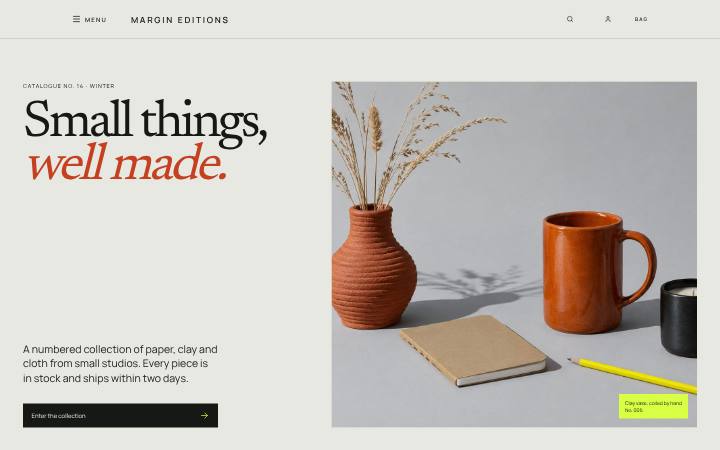 MENU
MARGIN EDITIONS
BAG
CATALOGUE NO. 14 - WINTER
Small things,
well made.
A numbered collection of paper, clay and
cloth from small studios. Every piece is
in stock and ships within two days.
Enter the collection
Clay vase, coiled by hand
No. 006